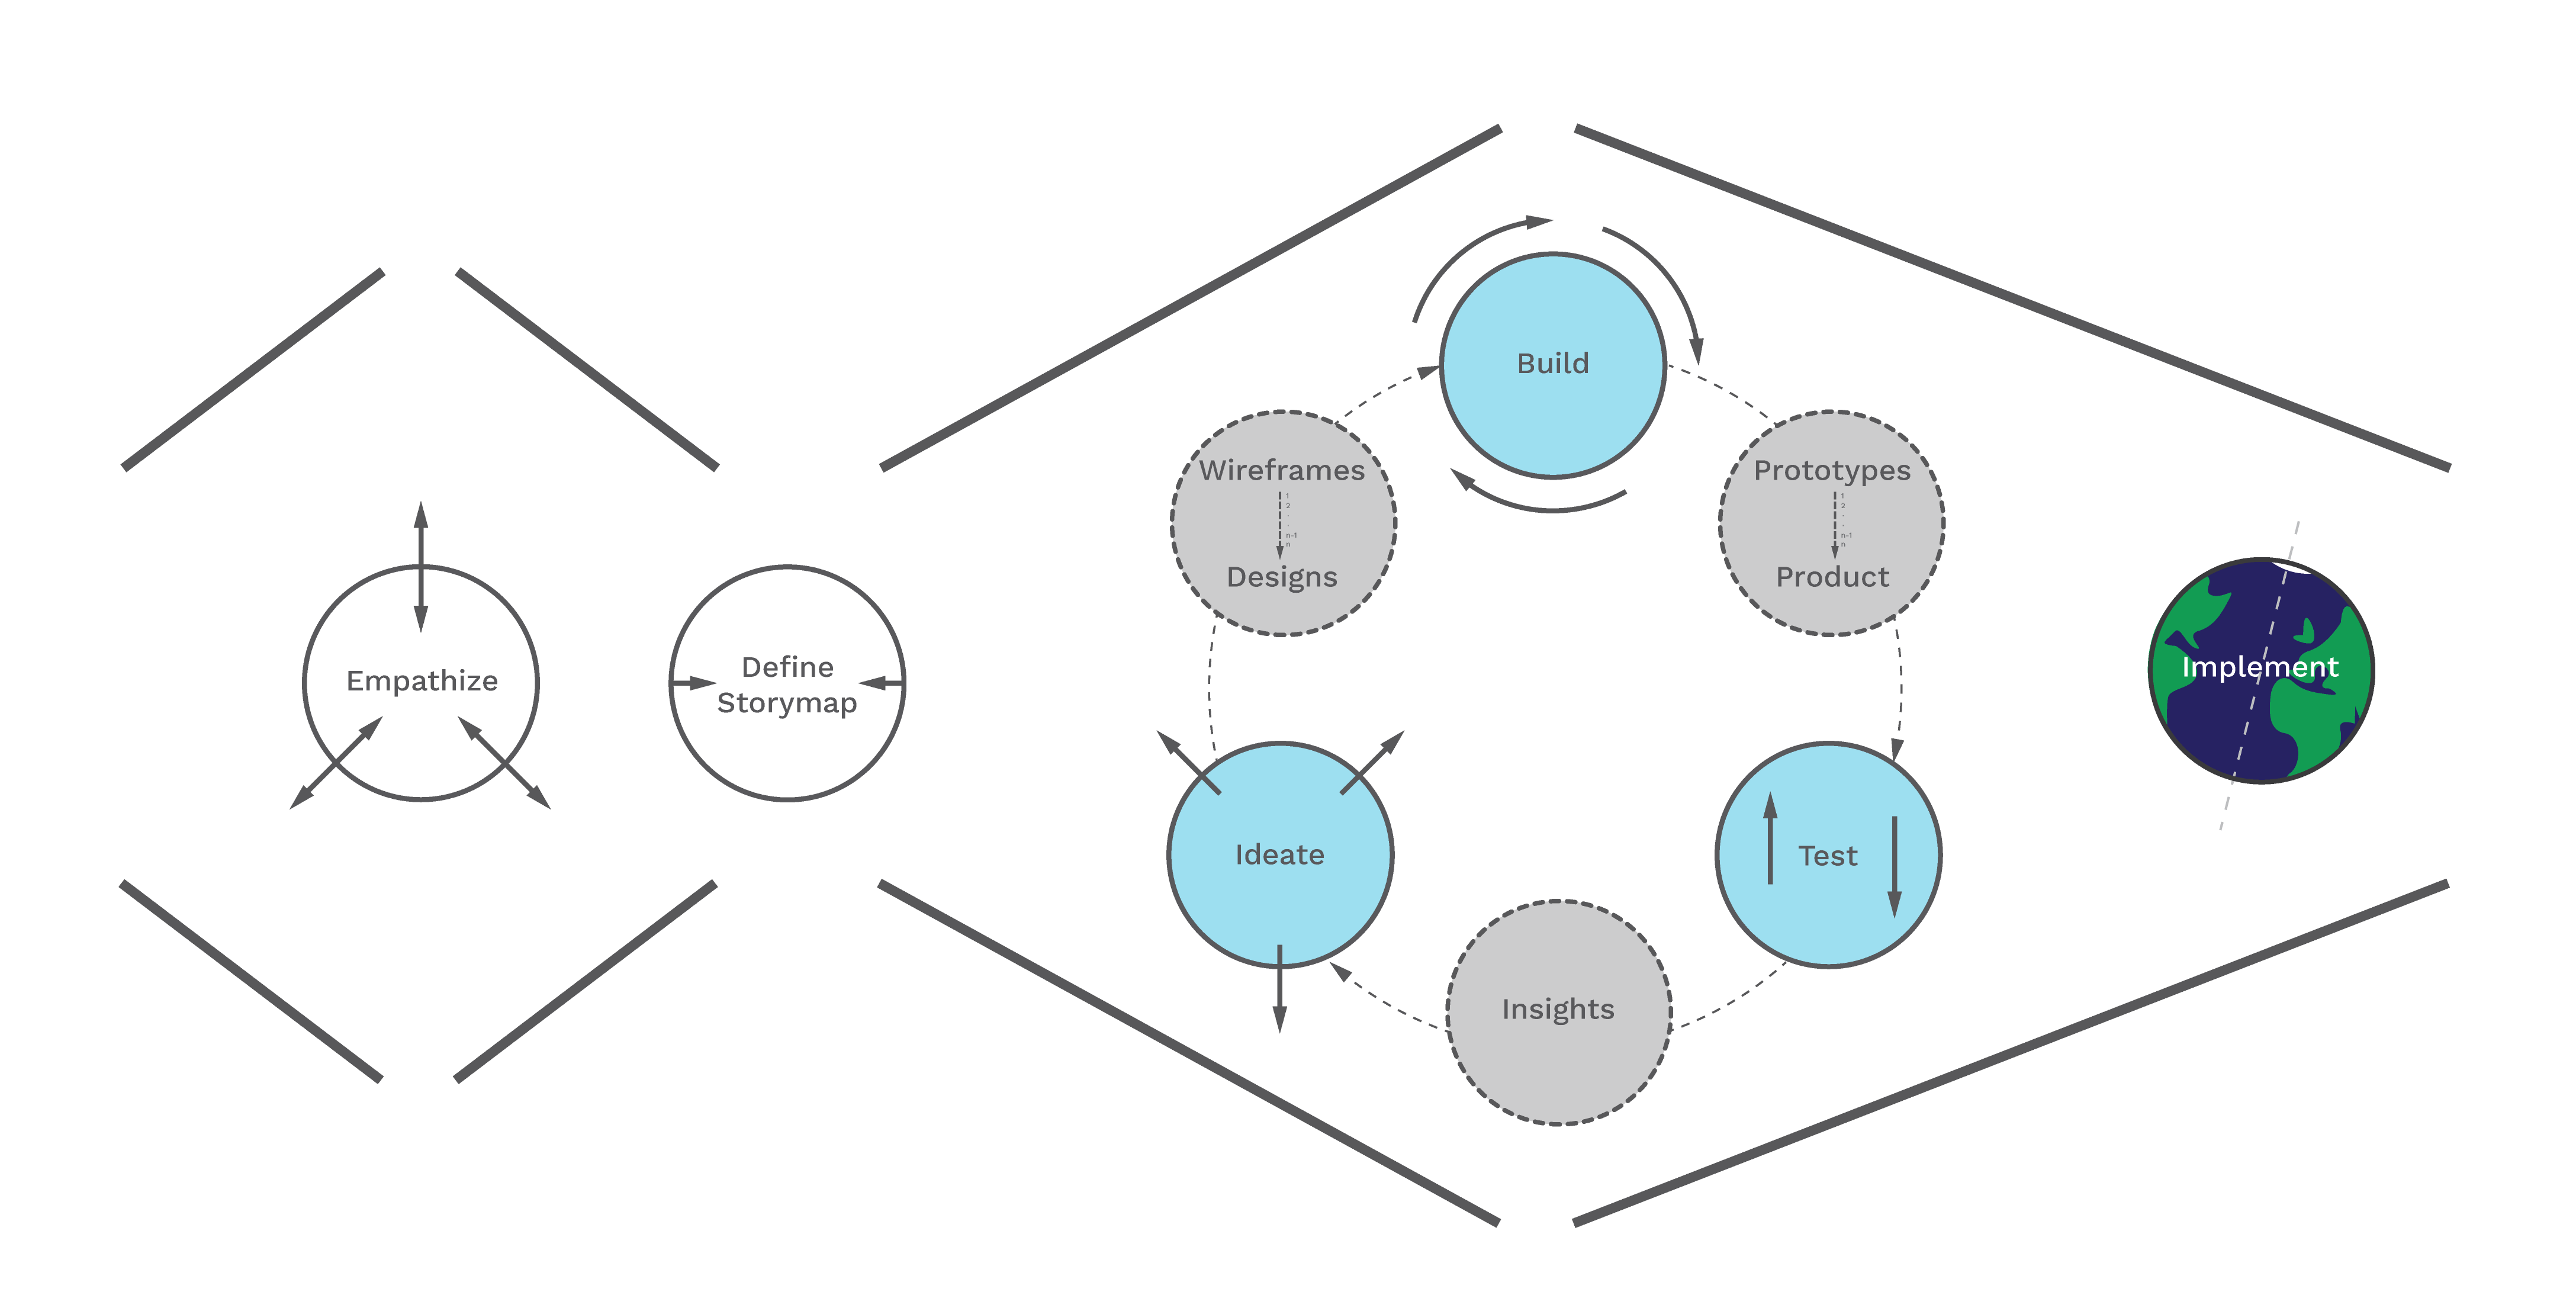 Empathize
Define
Storymap
Build
Wireframes
1
2
.
.
n-1
n
Designs
Prototypes
1
2
.
.
n-1
n
Product
Ideate
Test
Insights
Implement